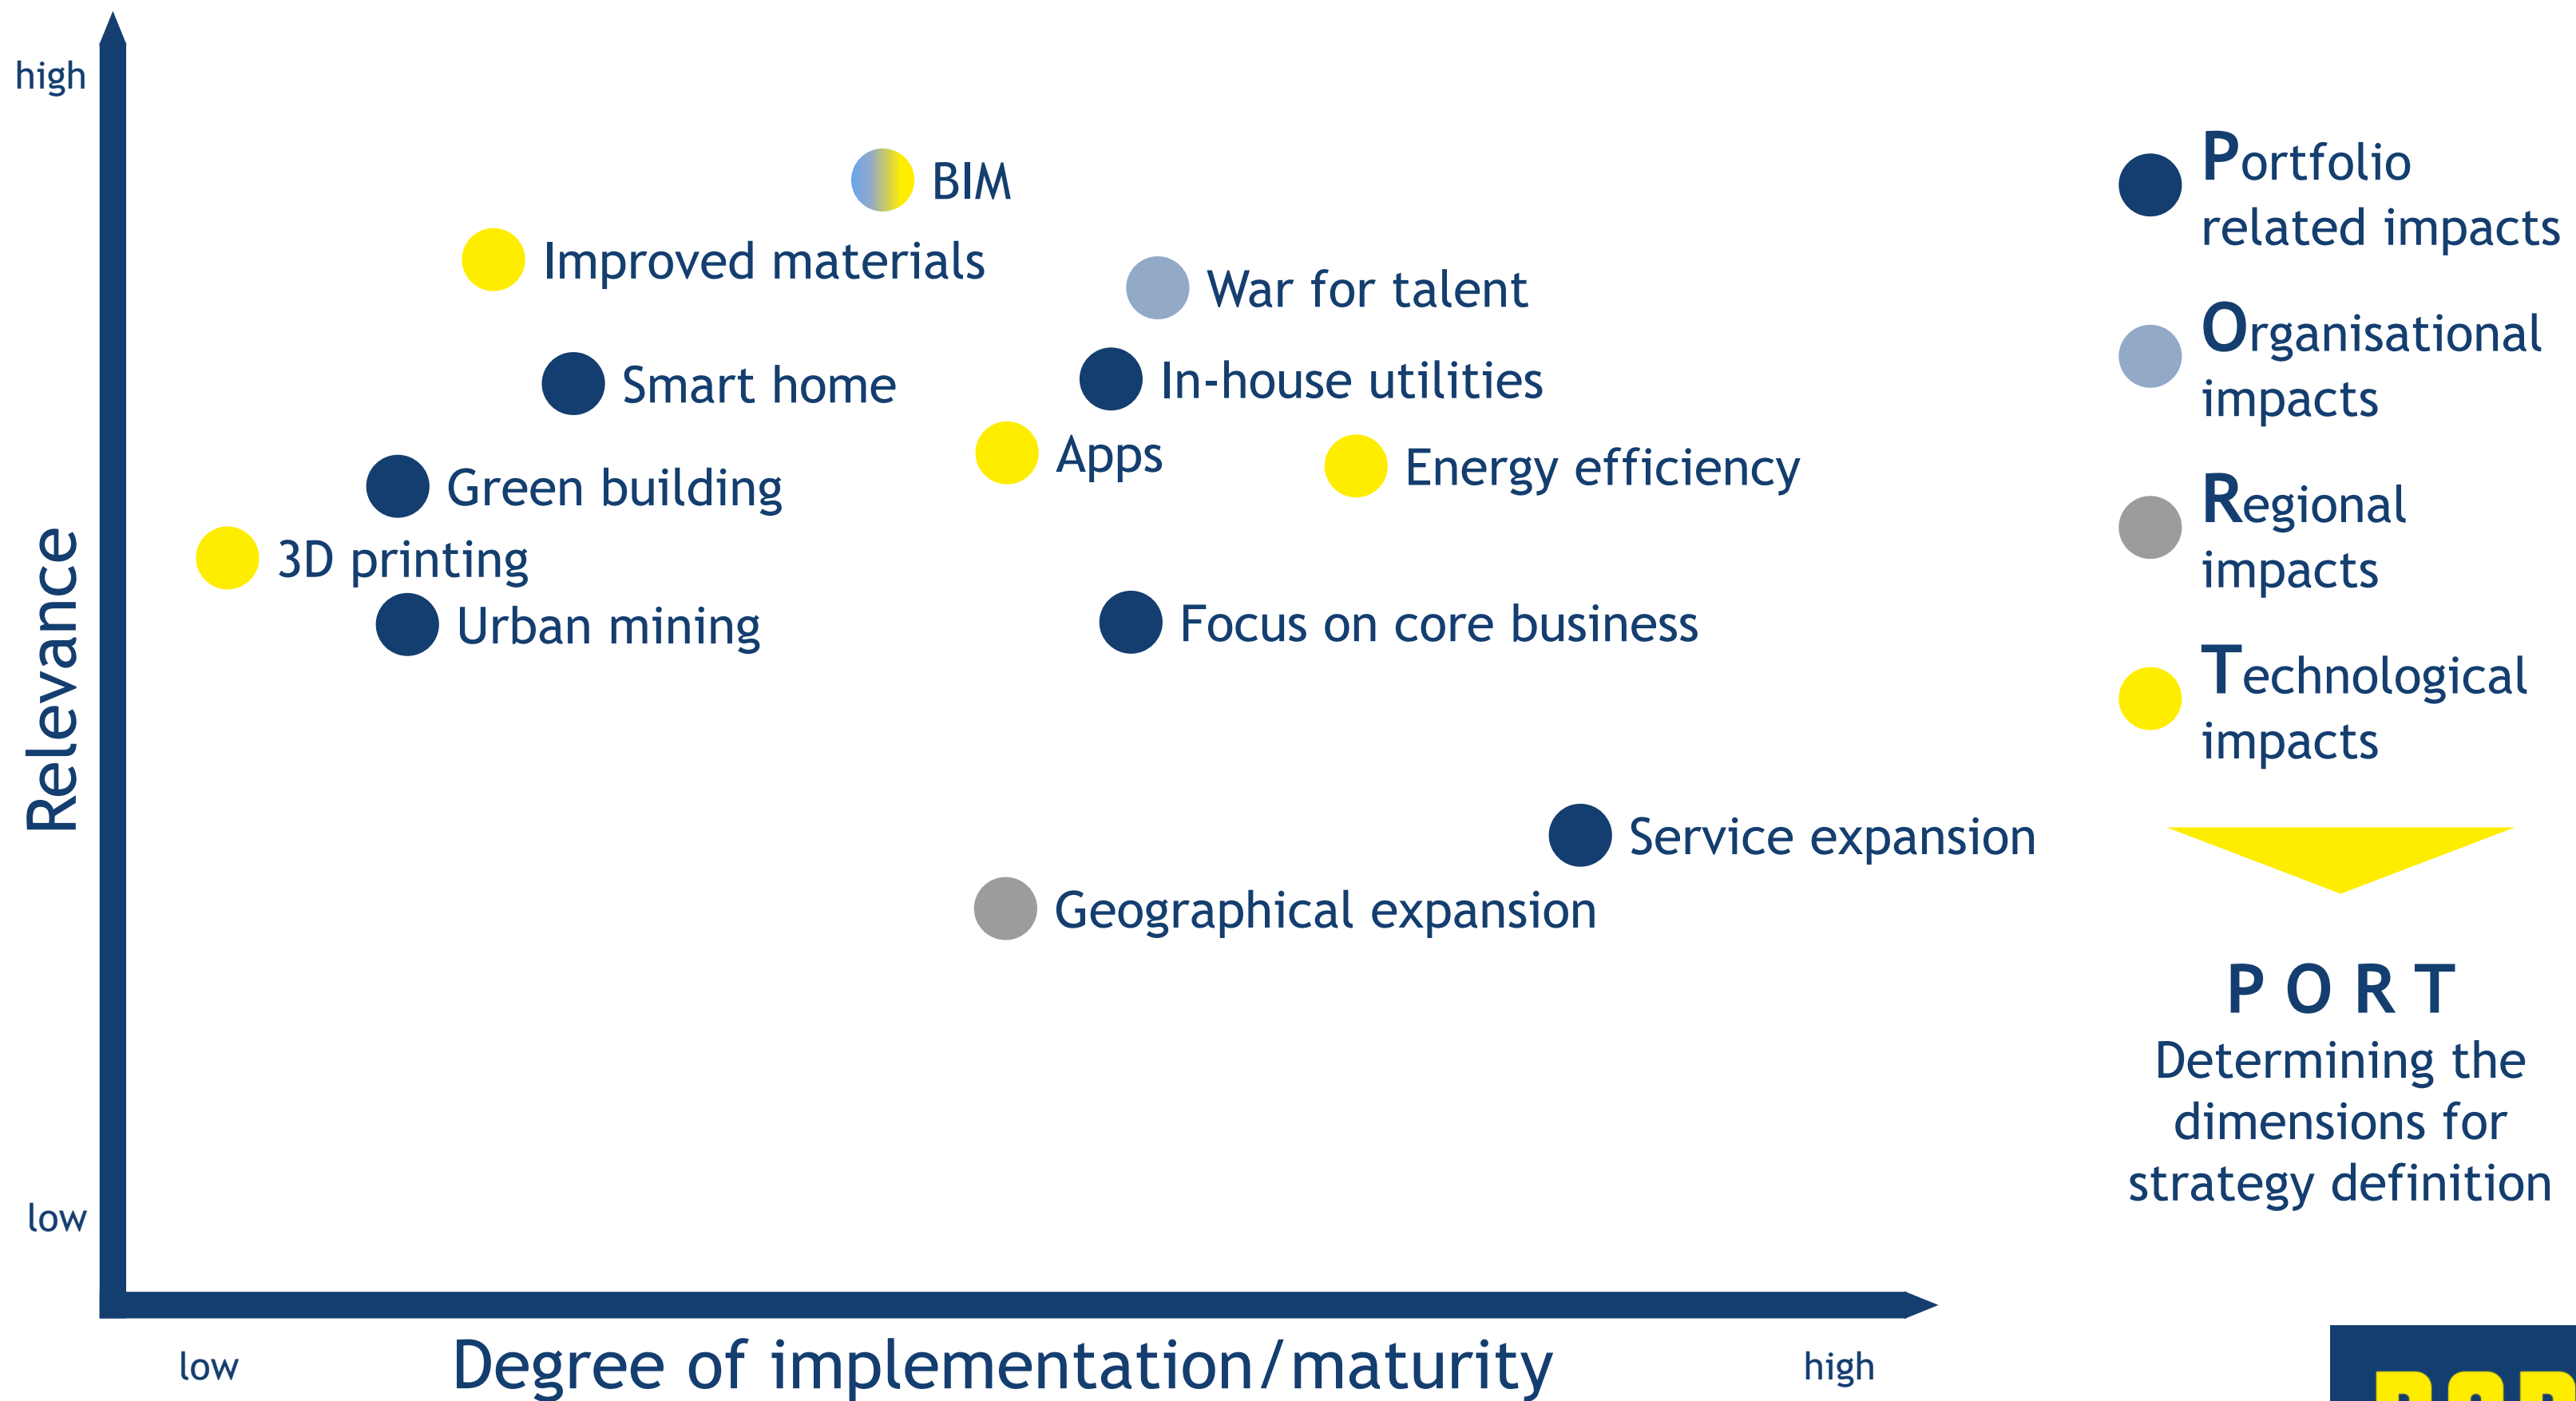 high
BIM
Improved materials
War for talent
Smart home
In-house utilities
Apps
Energy efficiency
Green building
3D printing
Urban mining
Focus on core business
Service expansion
Geographical expansion
Relevance
low
low
Degree of implementation/maturity
high
Portfolio
related impacts
Organisational
impacts
Regional
impacts
Technological
impacts
PORT
Determining the
dimensions for
strategy definition